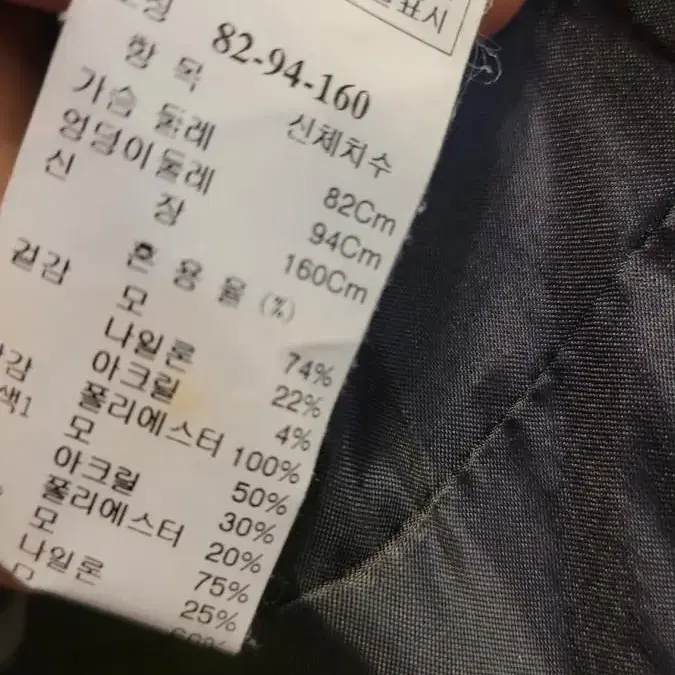 표시
82-94-160
항 목 신체치수
가슴 둘레 82Cm
엉덩이둘레 94Cm
신 장 160Cm
혼 용 율 (%)
겉감 모 74%
나일론 22%
아크릴 4%
폴리에스터 100%
모 50%
아크릴 30%
폴리에스터 20%
모 75%
나일론 25%